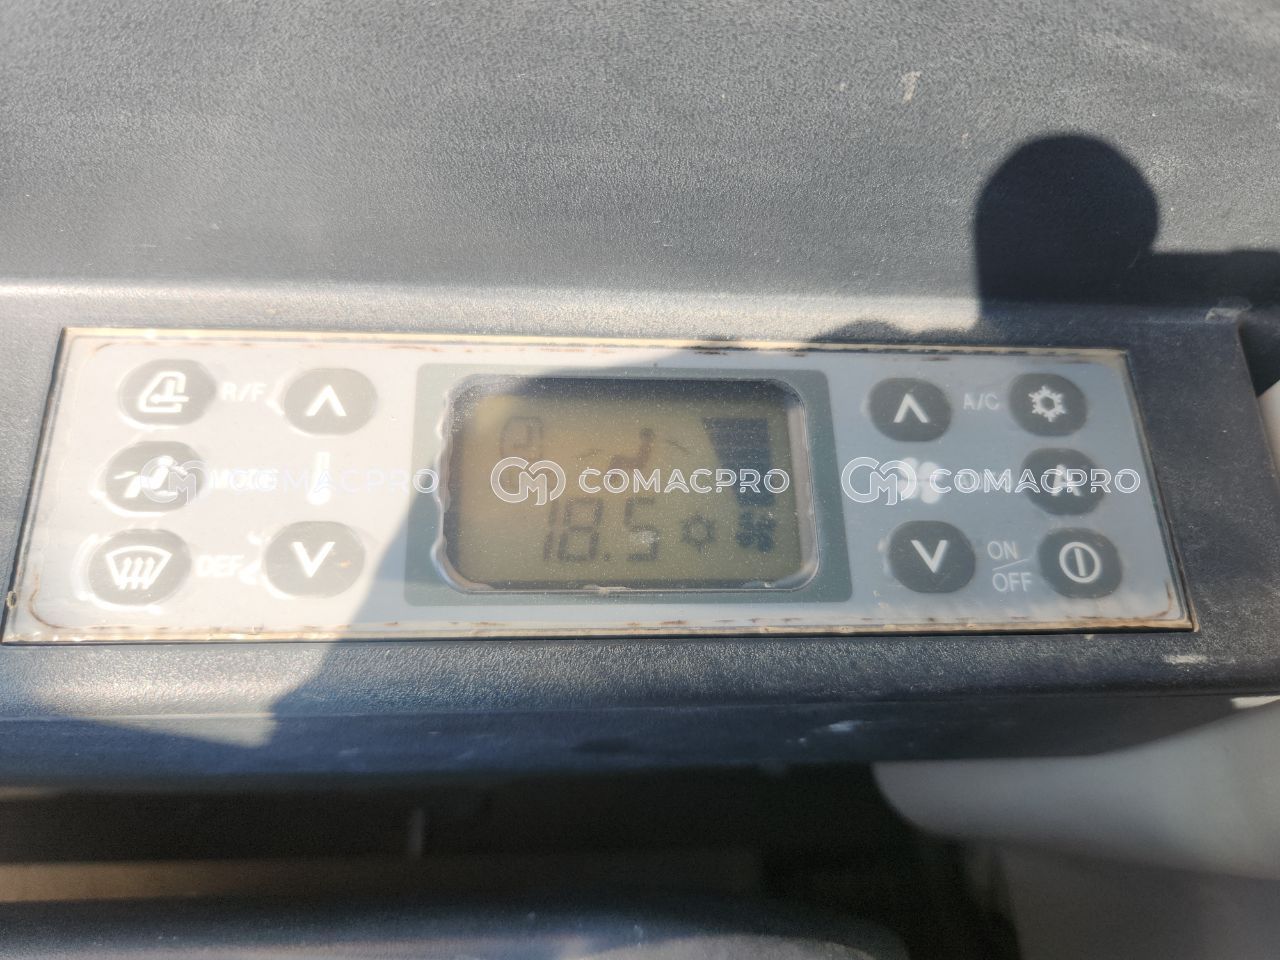 R/F
A/C
COMACPRO
COMACPRO
COMACPRO
18.5
DEF
ON
OFF